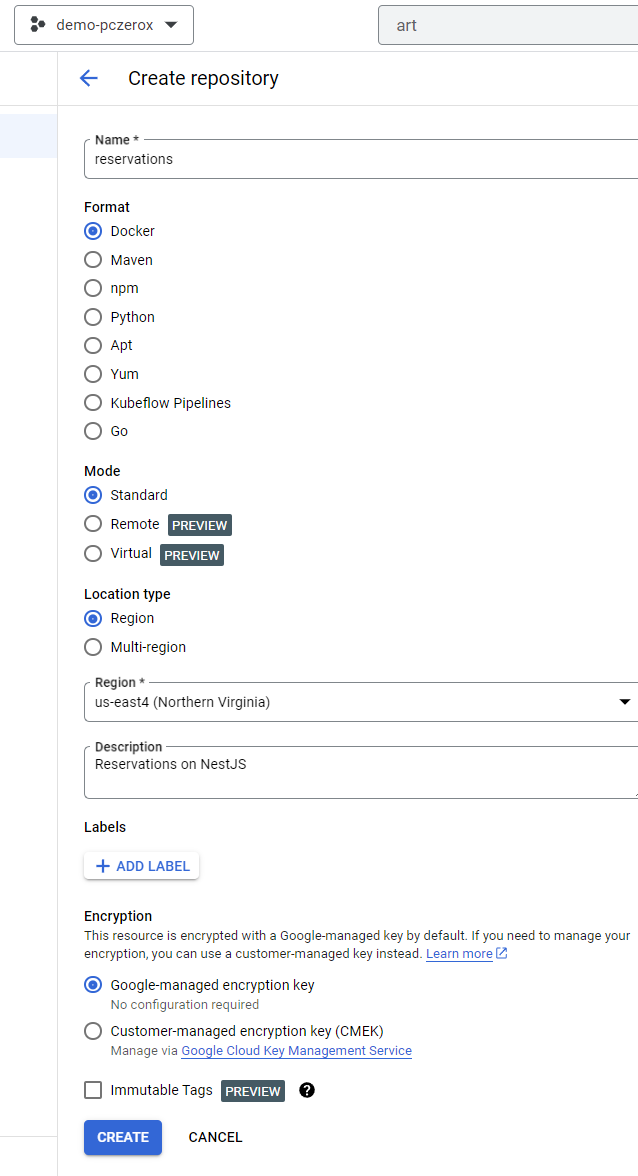 demo-pczerox
art
Create repository
Name *
reservations
Format
Docker
Maven
npm
Python
Apt
Yum
Kubeflow Pipelines
Go
Mode
Standard
Remote PREVIEW
Virtual PREVIEW
Location type
Region
Multi-region
Region *
us-east4 (Northern Virginia)
Description
Reservations on NestJS
Labels
ADD LABEL
Encryption
This resource is encrypted with a Google-managed key by default. If you need to manage your
encryption, you can use a customer-managed key instead. Learn more
Google-managed encryption key
No configuration required
Customer-managed encryption key (CMEK)
Manage via Google Cloud Key Management Service
Immutable Tags PREVIEW ?
CREATE CANCEL